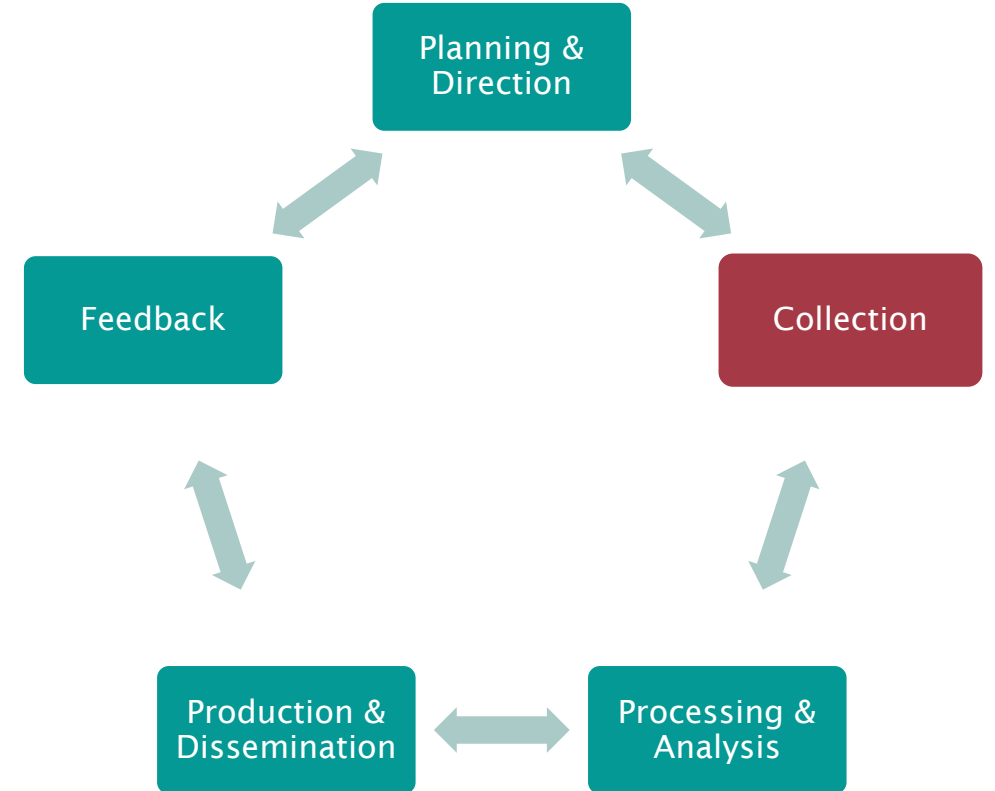 Planning &
Direction
Feedback
Collection
Production &
Dissemination
Processing &
Analysis